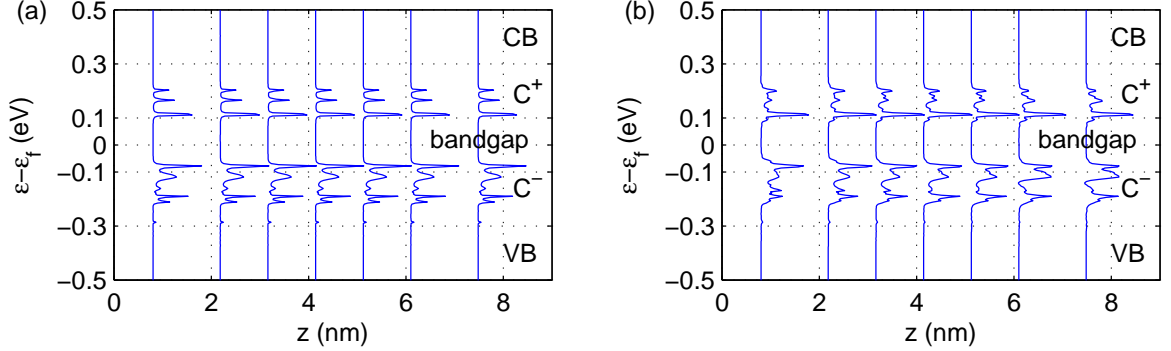 (a)
0.5
0.3
0.1
0
−0.1
−0.3
−0.5
ε−εf (eV)
CB
C+
bandgap
C−
VB
0 2 4 6 8
z (nm)
(b)
0.5
0.3
0.1
0
−0.1
−0.3
−0.5
ε−εf (eV)
CB
C+
bandgap
C−
VB
0 2 4 6 8
z (nm)